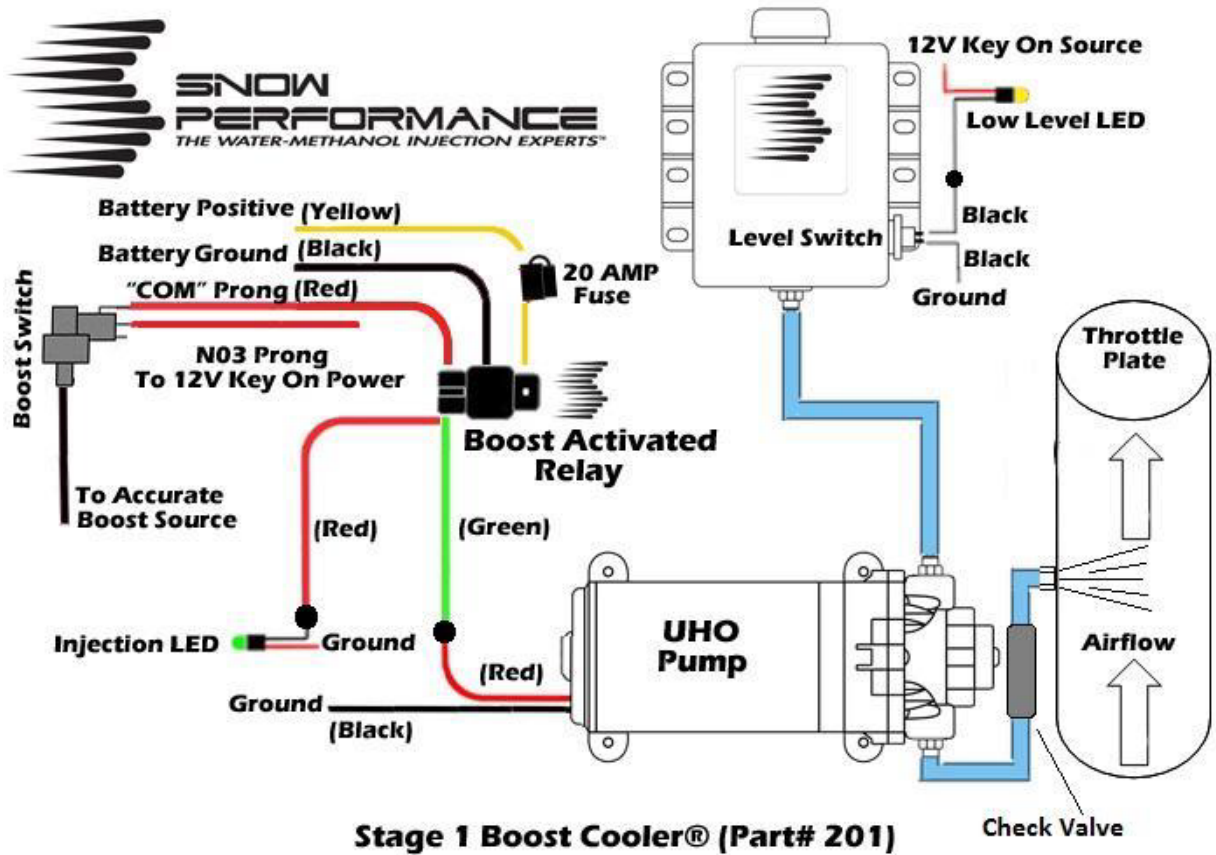 SNOW
PERFORMANCE
THE WATER-METHANOL INJECTION EXPERTS™
12V Key On Source
Low Level LED
Black
Level Switch
Black
Ground
Battery Positive (Yellow)
Battery Ground (Black)
20 AMP
Fuse
"COM" Prong (Red)
Boost Switch
N03 Prong
To 12V Key On Power
Throttle
Plate
Boost Activated
Relay
To Accurate
Boost Source
(Red)
(Green)
Injection LED
Ground
UHO
Pump
Airflow
(Red)
Ground
(Black)
Check Valve
Stage 1 Boost Cooler® (Part# 201)